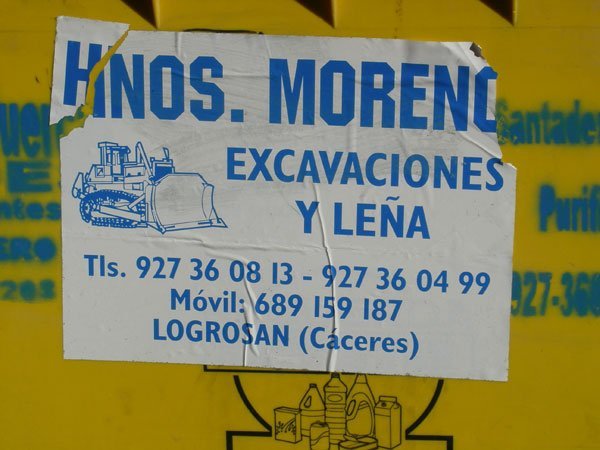 HNOS. MORENO
EXCAVACIONES
Y LEÑA
Tls. 927 36 08 13 - 927 36 04 99
Móvil: 689 159 187
LOGROSAN (Cáceres)